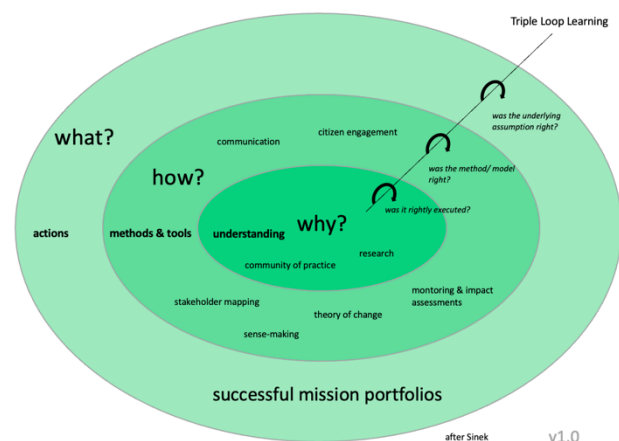 Triple Loop Learning
was the underlying
assumption right?
what?
communication
citizen engagement
how?
was the method/ model
right?
was it rightly executed?
why?
actions
methods & tools
understanding
research
community of practice
stakeholder mapping
montoring & impact
assessments
theory of change
sense-making
successful mission portfolios
after Sinek
v1.0